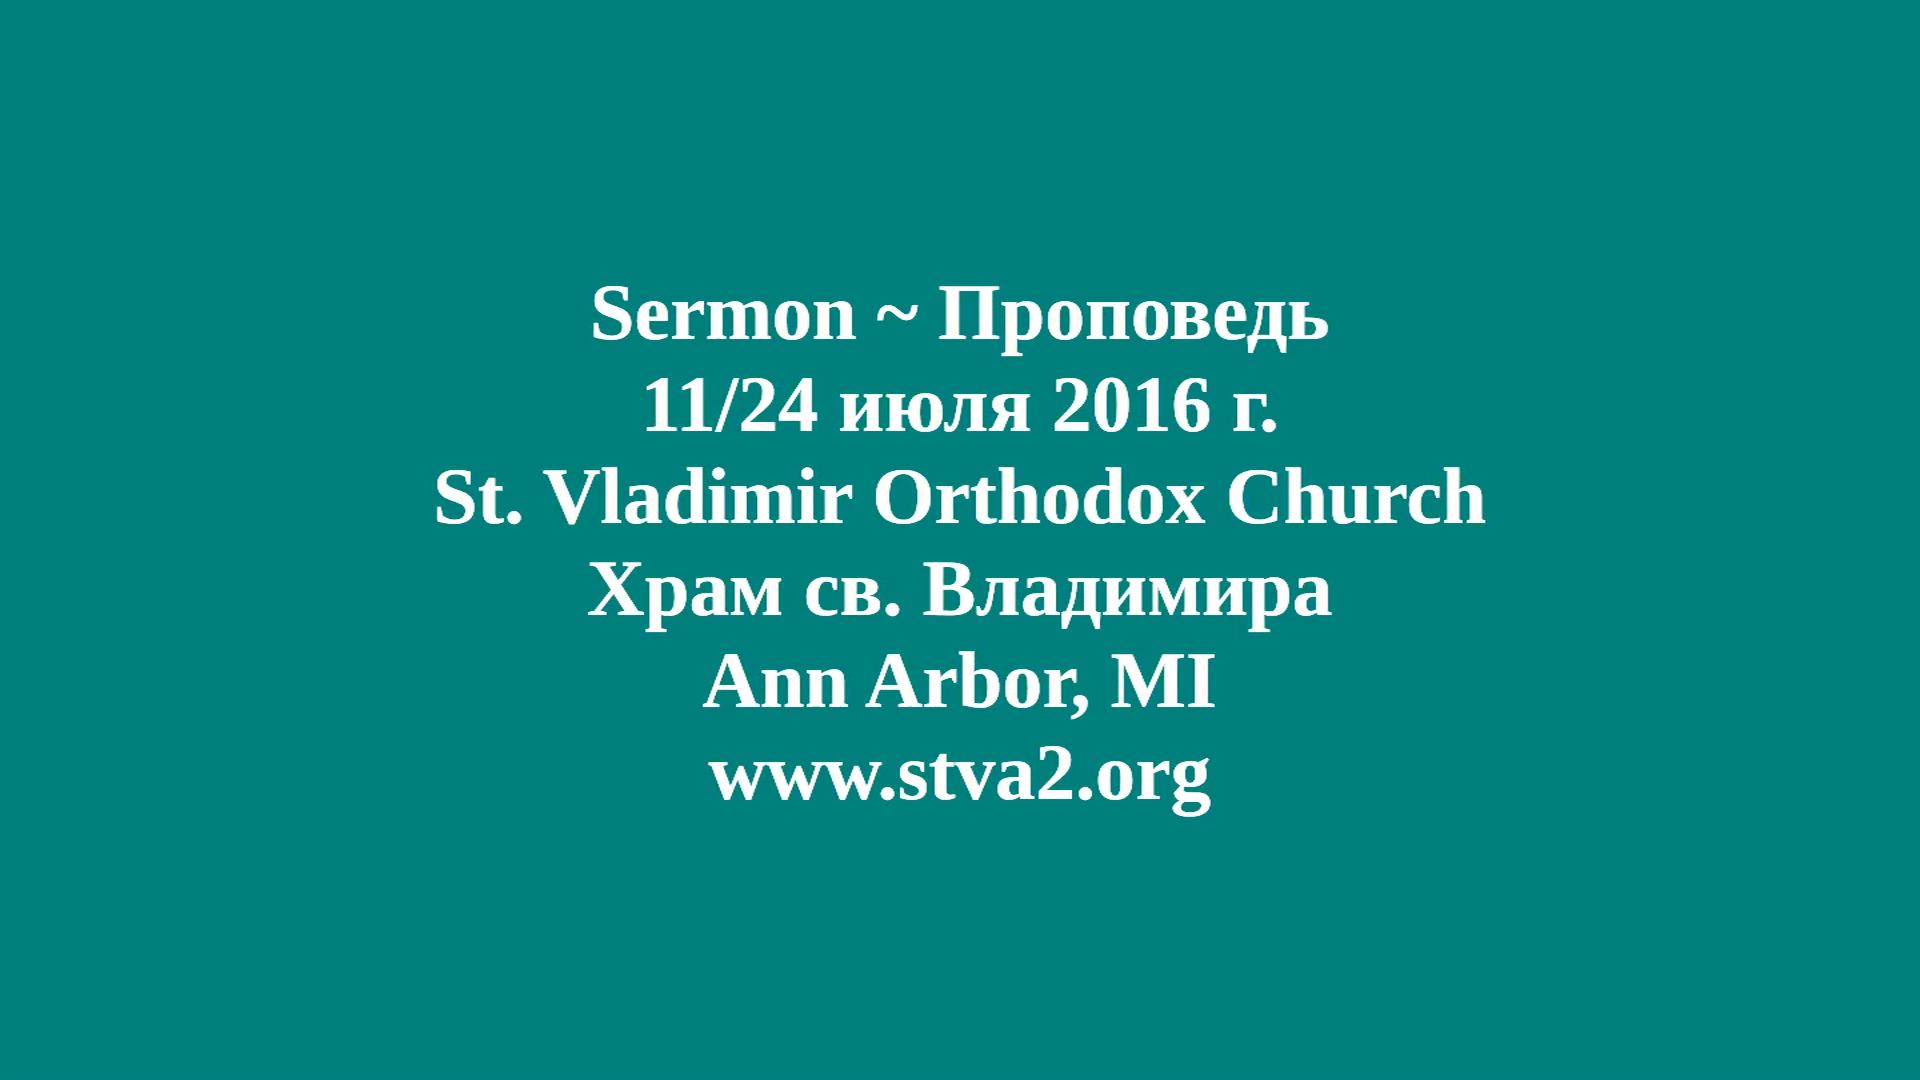 Sermon ~ Проповедь
11/24 июля 2016 г.
St. Vladimir Orthodox Church
Храм св. Владимира
Ann Arbor, MI
www.stva2.org